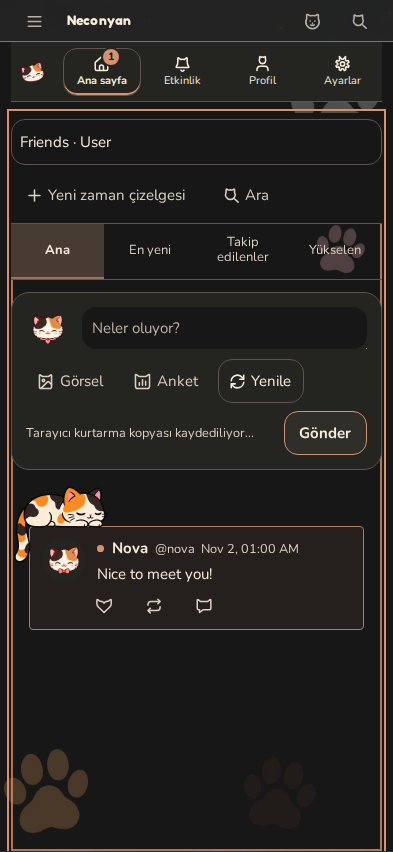 Neconyan
1
Ana sayfa
Etkinlik
Profil
Ayarlar
Friends · User
Yeni zaman çizelgesi
Ara
Ana
En yeni
Takip
edilenler
Yükselen
Neler oluyor?
Görsel
Anket
Yenile
Tarayıcı kurtarma kopyası kaydediliyor...
Gönder
Nova @nova Nov 2, 01:00 AM
Nice to meet you!